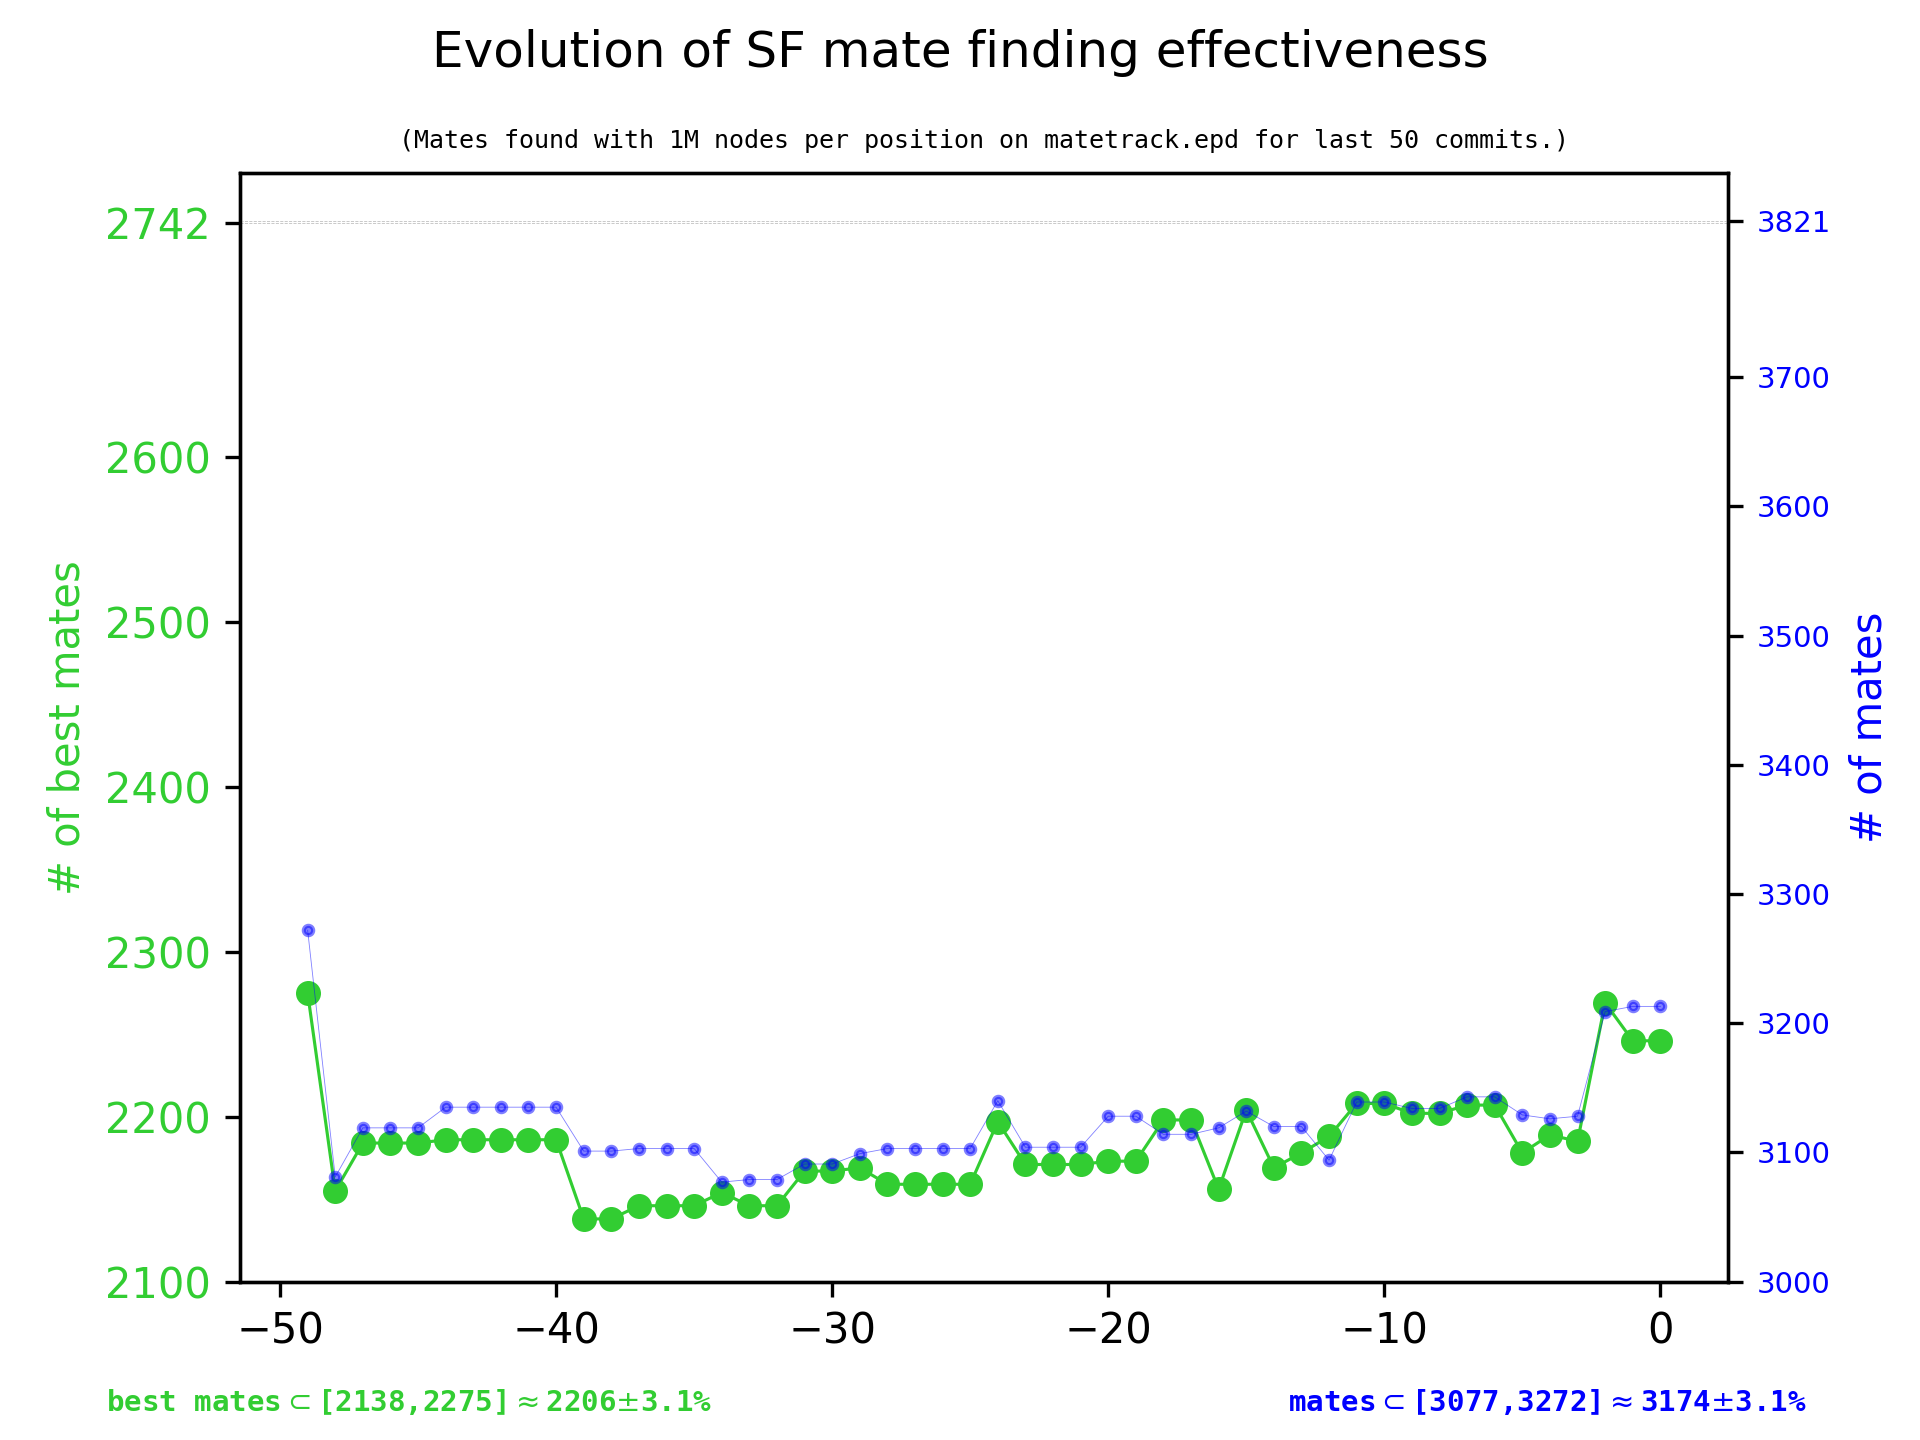 Evolution of SF mate finding effectiveness
(Mates found with 1M nodes per position on matetrack.epd for last 50 commits.)
2742
2600
2500
2400
2300
2200
2100
# of best mates
3821
3700
3600
3500
3400
3300
3200
3100
3000
# of mates
−50 −40 −30 −20 −10 0
best mates ⊂ [2138,2275] ≈ 2206±3.1%
mates ⊂ [3077,3272] ≈ 3174±3.1%